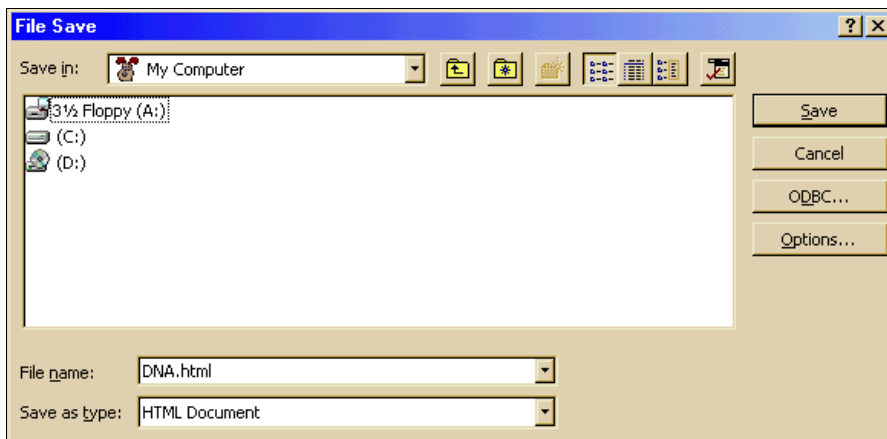 File Save
Save in: My Computer
3½ Floppy (A:)
(C:)
(D:)
Save
Cancel
ODBC...
Options...
File name: DNA.html
Save as type: HTML Document